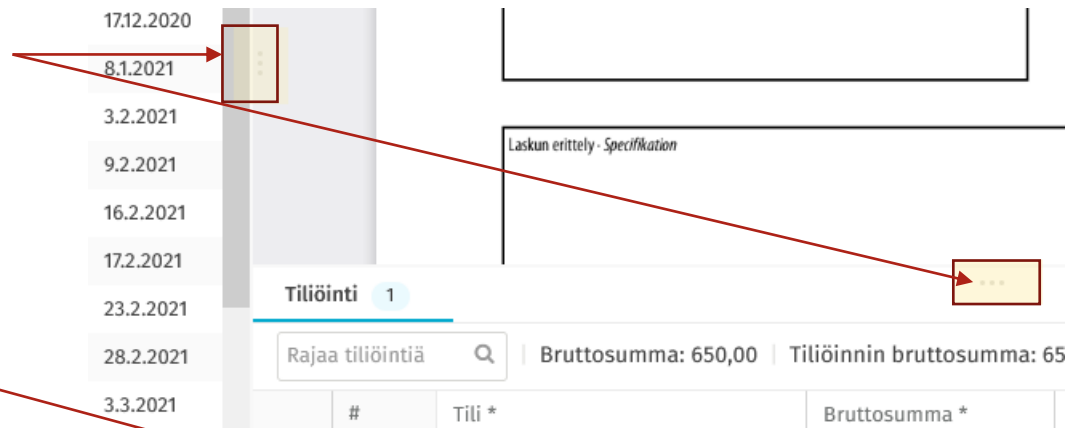 17.12.2020
8.1.2021
3.2.2021
9.2.2021
16.2.2021
17.2.2021
23.2.2021
28.2.2021
3.3.2021
Laskun erittely - Specifikation
Tiliöinti 1
Rajaa tiliöintiä
Bruttosumma: 650,00
Tiliöinnin bruttosumma: 65
# Tili * Bruttosumma *